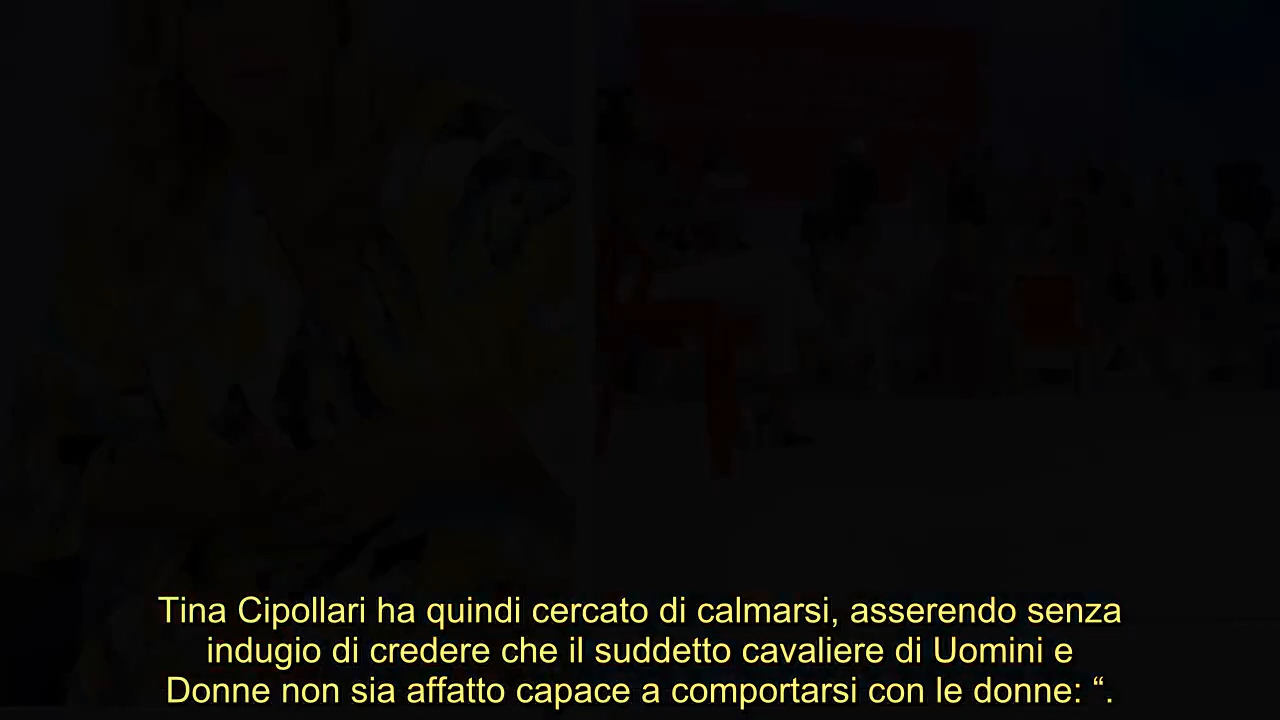 Tina Cipollari ha quindi cercato di calmarsi, asserendo senza
indugio di credere che il suddetto cavaliere di Uomini e
Donne non sia affatto capace a comportarsi con le donne: “.